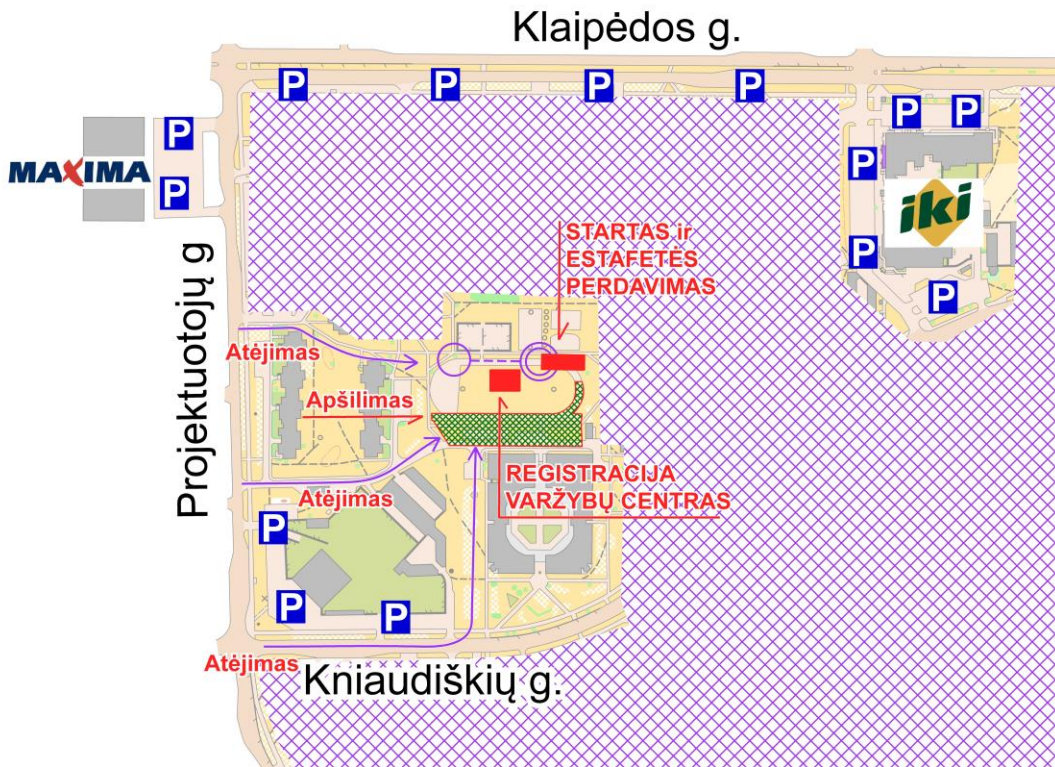 Klaipėdos g.
P
P
P
P
P
P
P
MAXIMA
P
P
iki
P
P
P
STARTAS ir
ESTAFETĖS
PERDAVIMAS
Projektuotojų g
Atėjimas
Apšilimas
REGISTRACIJA
VARŽYBŲ CENTRAS
Atėjimas
P
P
P
Atėjimas
Kniaudiškių g.